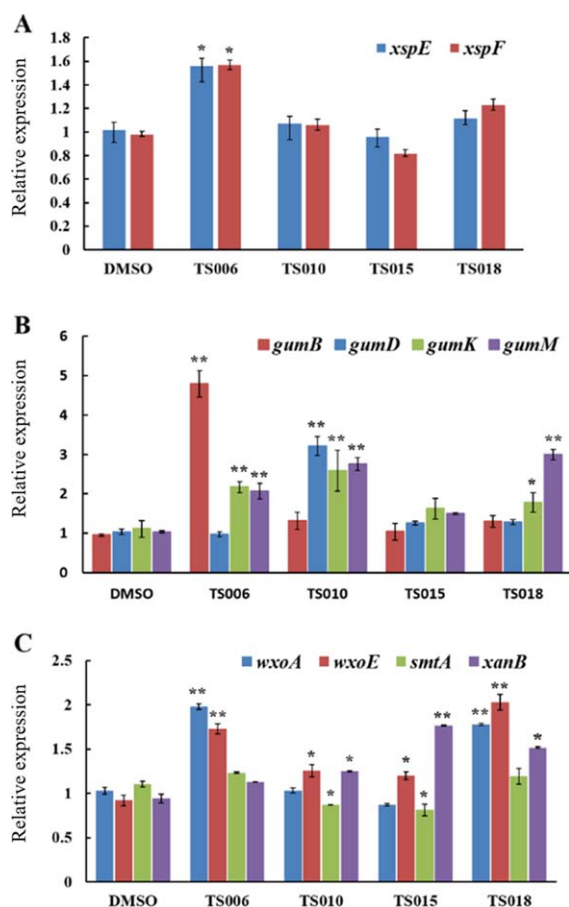 A
xspE xspF
Relative expression
1.8
1.6
1.4
1.2
1
0.8
0.6
0.4
0.2
0
* *
DMSO TS006 TS010 TS015 TS018
B
gumB gumD gumK gumM
Relative expression
6
5
4
3
2
1
0
** ** ** ** ** ** * **
DMSO TS006 TS010 TS015 TS018
C
wxoA wxoE smtA xanB
Relative expression
2.5
2
1.5
1
0.5
0
** ** * * * * * ** ** ** *
DMSO TS006 TS010 TS015 TS018